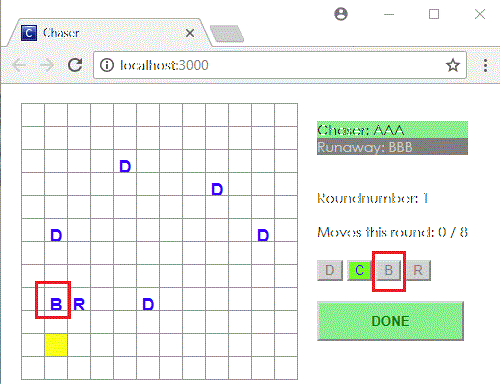 C Chaser
localhost:3000
Chaser: AAA
Runaway: BBB
D
D
Roundnumber: 1
D D
Moves this round: 0 / 8
D C B R
B R D
DONE